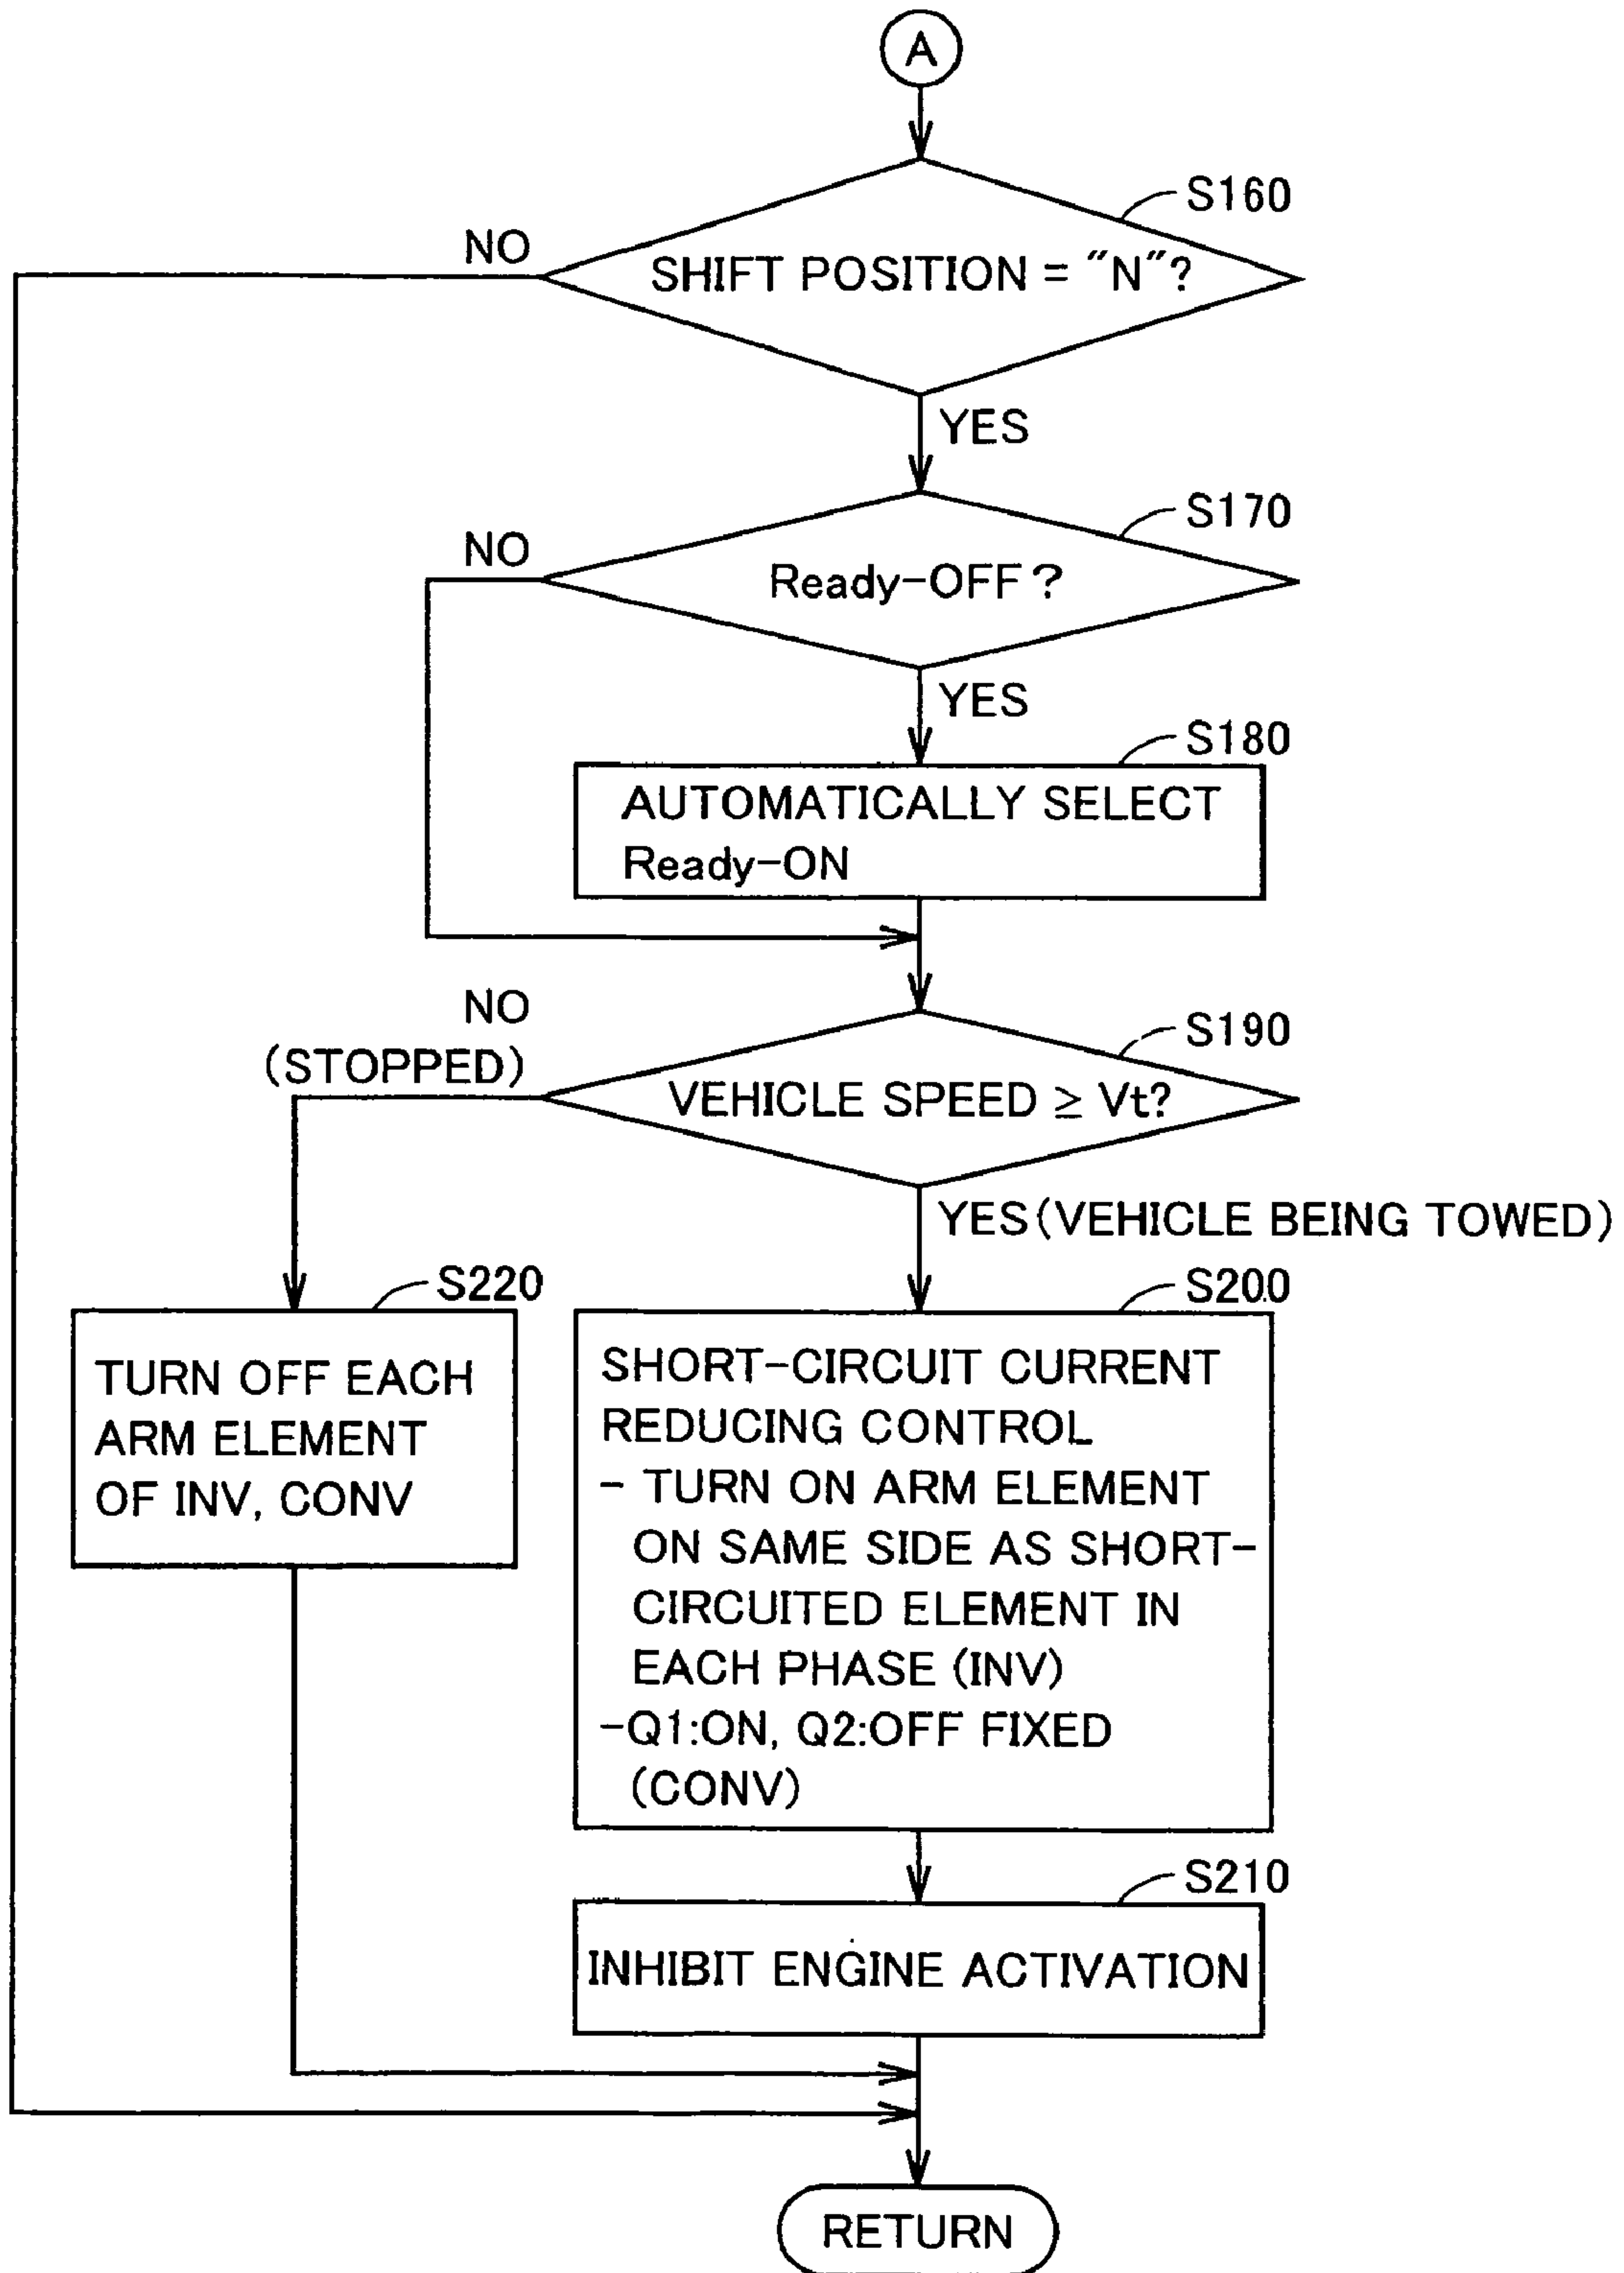 A
S160
NO
SHIFT POSITION = "N"?
YES
S170
NO
Ready-OFF?
YES
S180
AUTOMATICALLY SELECT
Ready-ON
NO
(STOPPED)
S190
VEHICLE SPEED ≥ Vt?
YES(VEHICLE BEING TOWED)
S220
TURN OFF EACH
ARM ELEMENT
OF INV, CONV
S200
SHORT-CIRCUIT CURRENT
REDUCING CONTROL
- TURN ON ARM ELEMENT
ON SAME SIDE AS SHORT-
CIRCUITED ELEMENT IN
EACH PHASE (INV)
-Q1:ON, Q2:OFF FIXED
(CONV)
S210
INHIBIT ENGINE ACTIVATION
RETURN